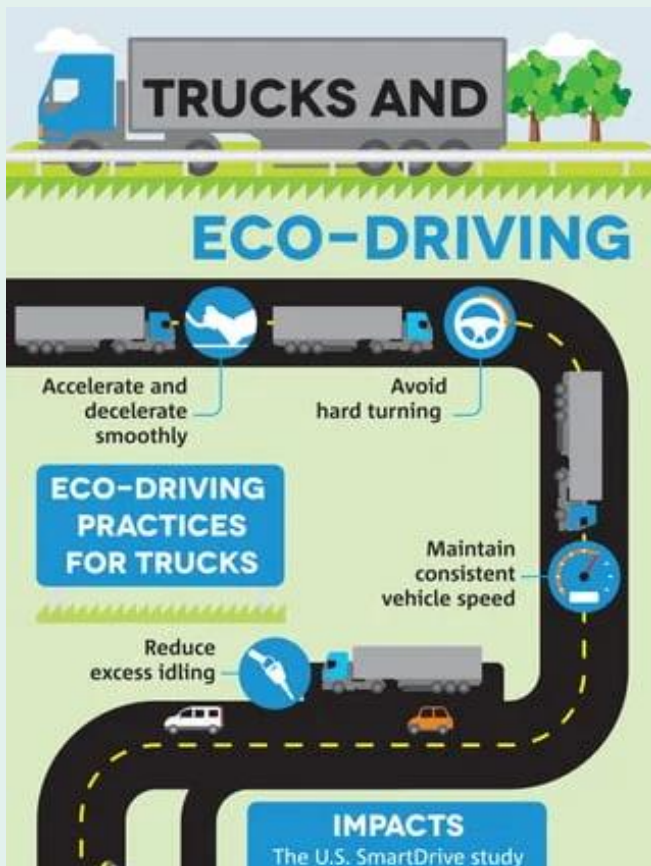 TRUCKS AND
ECO-DRIVING
Accelerate and
decelerate
smoothly
Avoid
hard turning
ECO-DRIVING
PRACTICES
FOR TRUCKS
Maintain
consistent
vehicle speed
Reduce
excess idling
IMPACTS
The U.S. SmartDrive study